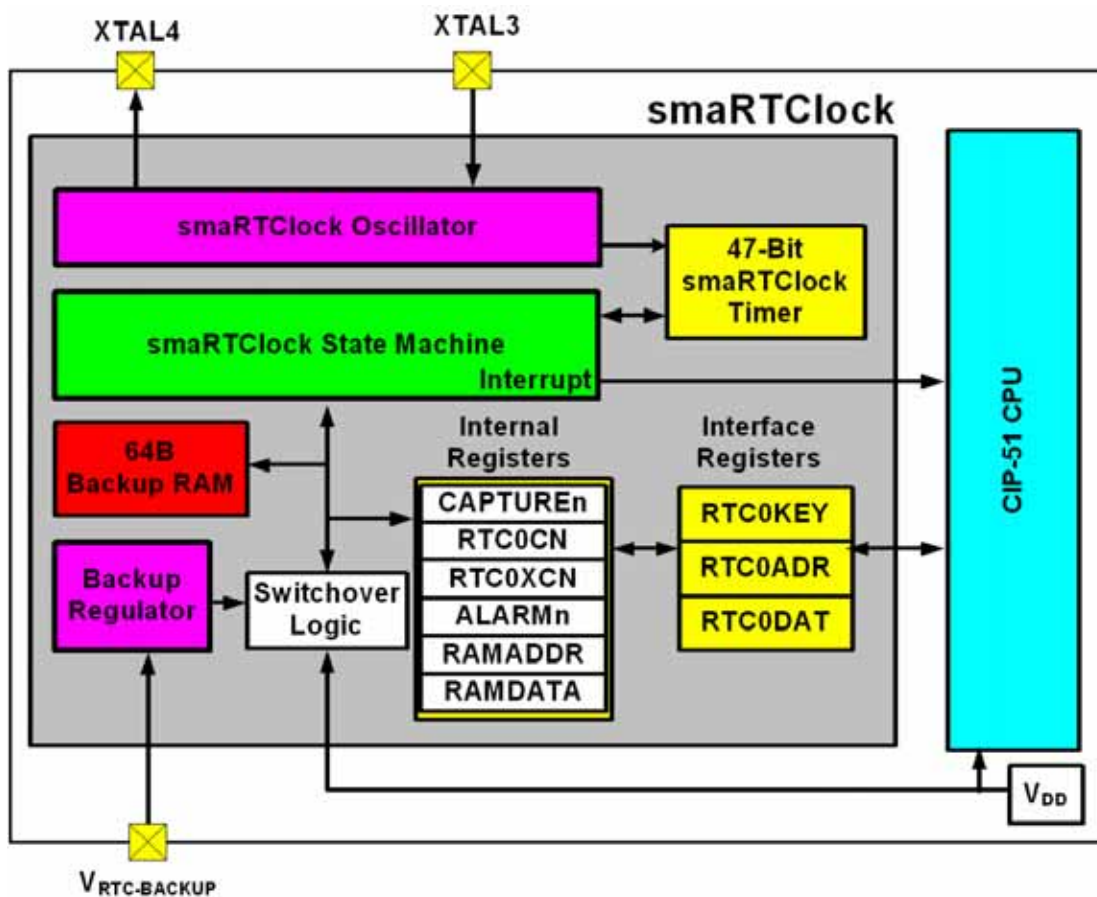 XTAL4
XTAL3
smaRTClock
smaRTClock Oscillator
47-Bit
smaRTClock
Timer
smaRTClock State Machine
Interrupt
CIP-51 CPU
64B
Backup RAM
Internal
Registers
Interface
Registers
CAPTUREn
RTC0CN
RTC0XCN
ALARMn
RAMADDR
RAMDATA
RTC0KEY
RTC0ADR
RTC0DAT
Backup
Regulator
Switchover
Logic
VDD
VRTC-BACKUP